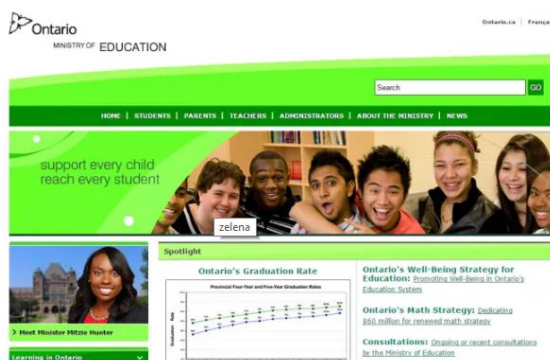 Ontario
Ontario.ca | França
MINISTRY OF EDUCATION
Search GO
HOME | STUDENTS | PARENTS | TEACHERS | ADMINISTRATORS | ABOUT THE MINISTRY | NEWS
support every child
reach every student
zelena
Spotlight
Ontario's Graduation Rate
Provincial Four-Year and Five-Year Graduation Rates
Graduation Rate
Ontario's Well-Being Strategy for
Education: Promoting Well-Being in Ontario's
Education System
Ontario's Math Strategy: Dedicating
$60 million for renewed math strategy
Consultations: Ongoing or recent consultations
by the Ministry of Education
Meet Minister Mitzie Hunter
Learning in Ontario